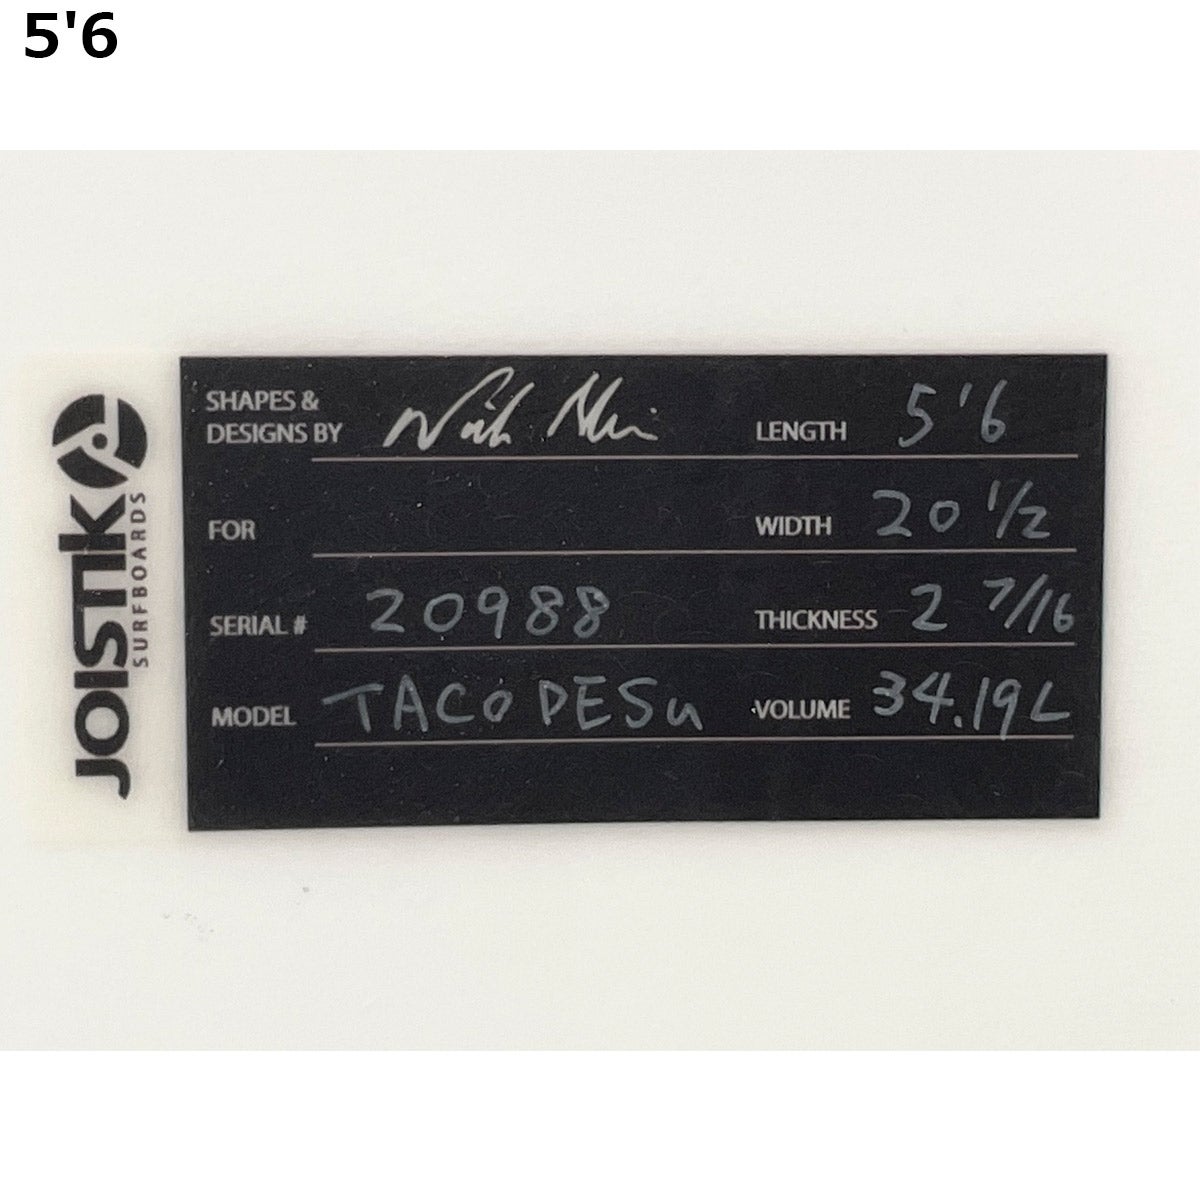 5'6
SHAPES &
DESIGNS BY
LENGTH 5'6
FOR
WIDTH 20 1/2
SERIAL # 20988
THICKNESS 2 7/16
MODEL TACO DESu
VOLUME 34.19L
JOISTIK
SURFBOARDS